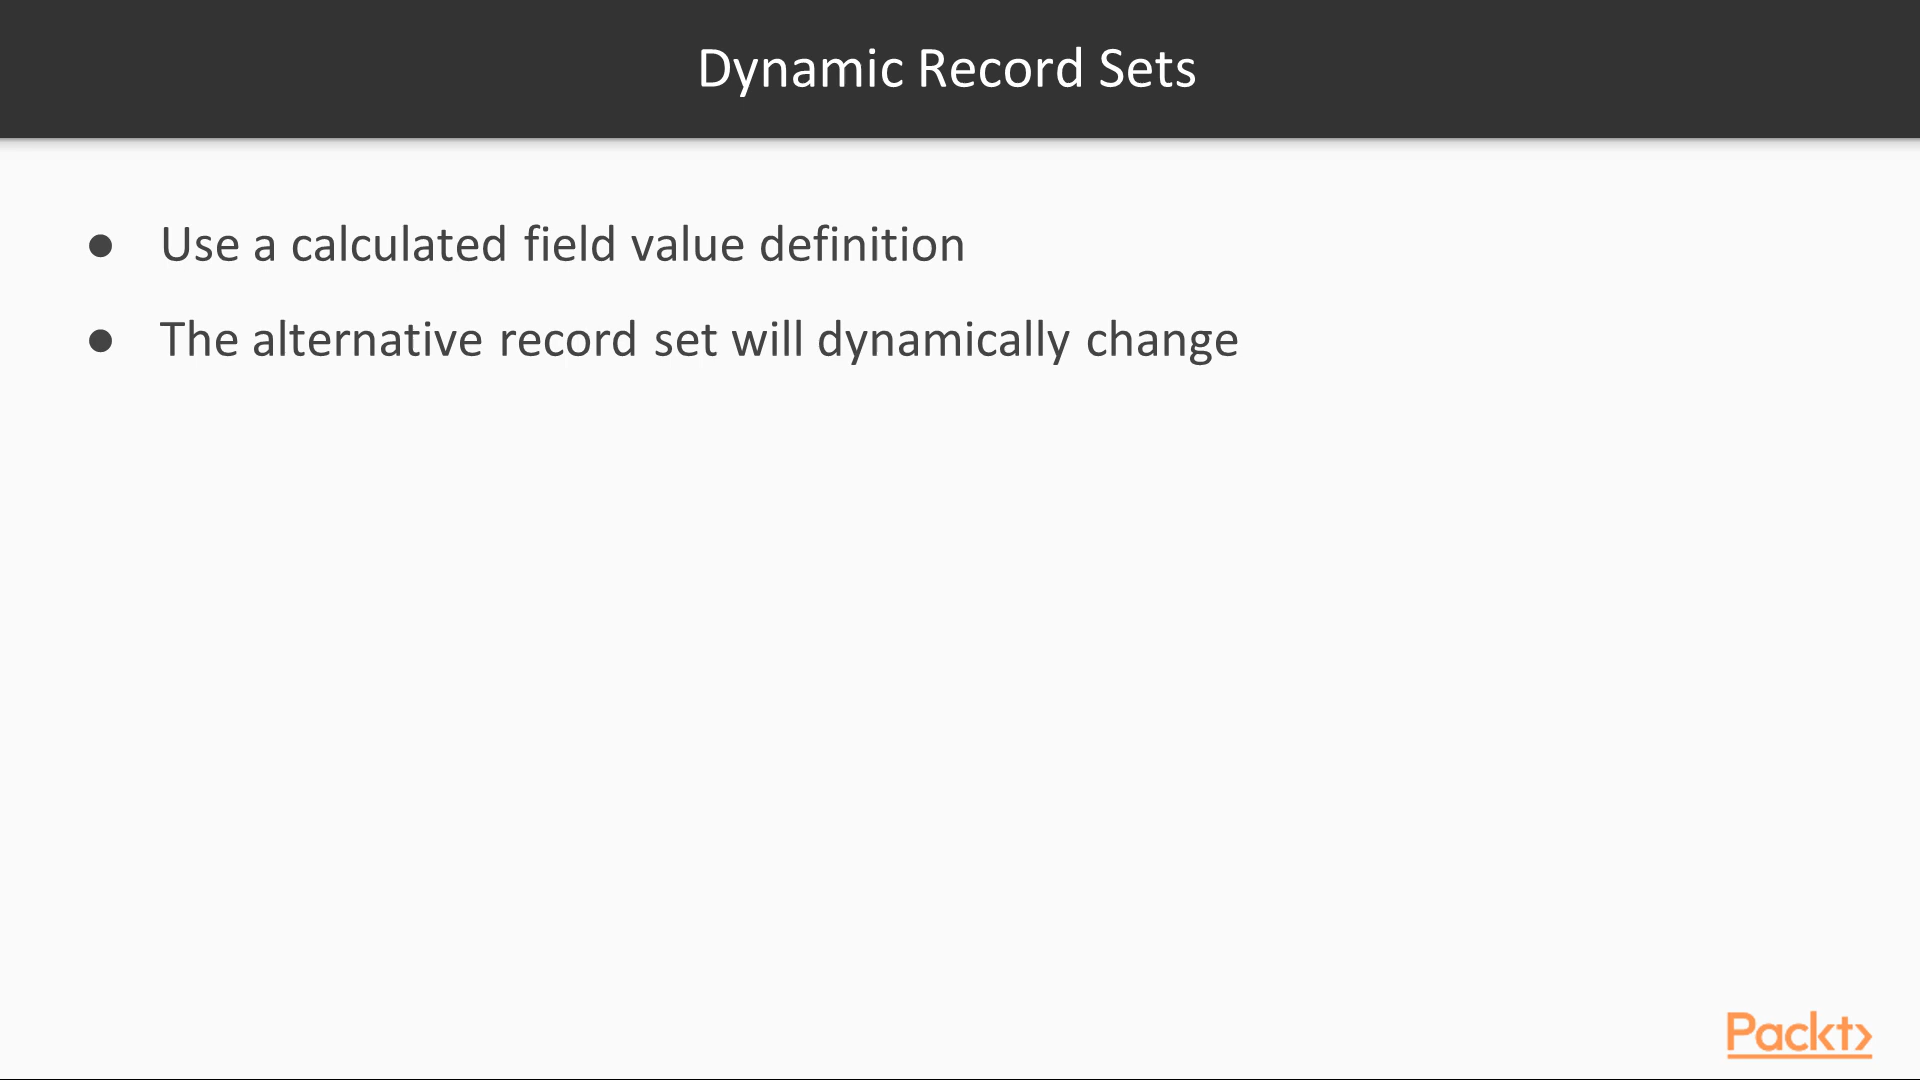 Dynamic Record Sets
● Use a calculated field value definition
● The alternative record set will dynamically change
Packt>